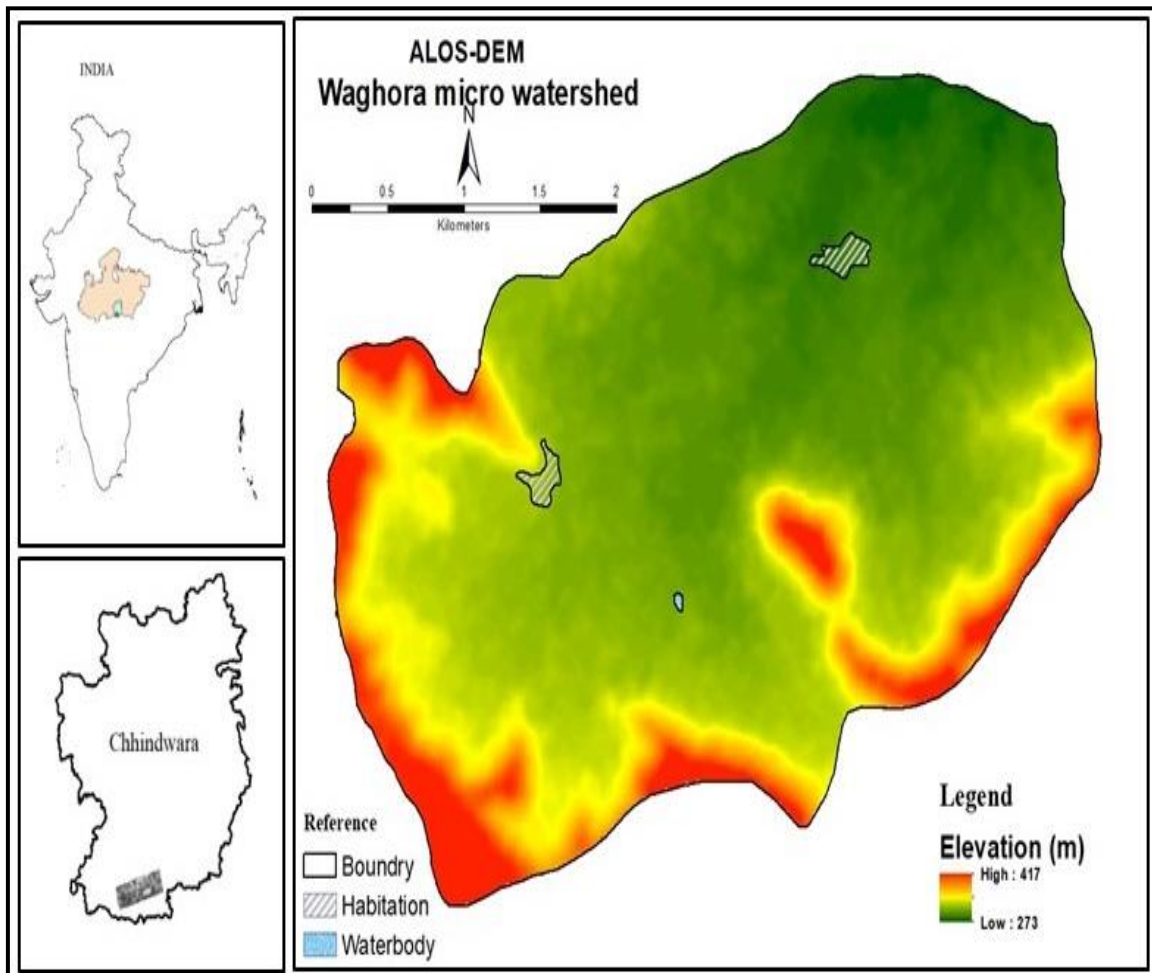 INDIA
Chhindwara
ALOS-DEM
Waghora micro watershed
N
0 0.5 1 1.5 2
Kilometers
Reference
Boundry
Habitation
Waterbody
Legend
Elevation (m)
High : 417
Low : 273